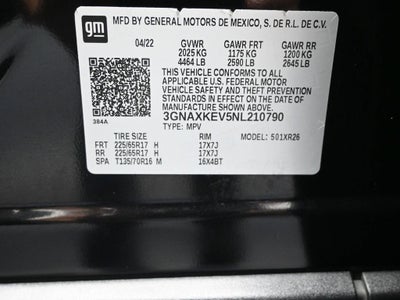 gm
MFD BY GENERAL MOTORS DE MEXICO, S. DE R.L. DE C.V.
04/22 GVWR GAWR FRT GAWR RR
2025 KG 1175 KG 1200 KG
4464 LB 2590 LB 2645 LB
THIS VEHICLE CONFORMS TO ALL
APPLICABLE U.S. FEDERAL MOTOR
VEHICLE SAFETY, BUMPER, AND THEFT
PREVENTION STANDARDS IN EFFECT ON
THE DATE OF MANUFACTURE SHOWN ABOVE.
3GNAXKEV5NL210790
384A TYPE: MPV
TIRE SIZE RIM MODEL: 501XR26
FRT 225/65R17 H 17X7J
RR 225/65R17 H 17X7J
SPA T135/70R16 M 16X4BT